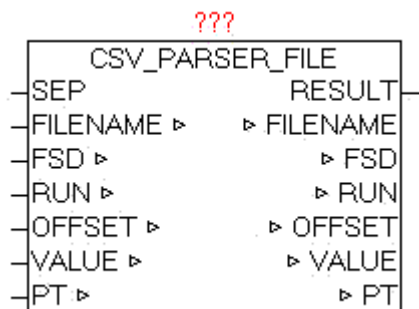 ???
CSV_PARSER_FILE
SEP RESULT
FILENAME ▹ ▹ FILENAME
FSD ▹ ▹ FSD
RUN ▹ ▹ RUN
OFFSET ▹ ▹ OFFSET
VALUE ▹ ▹ VALUE
PT ▹ ▹ PT